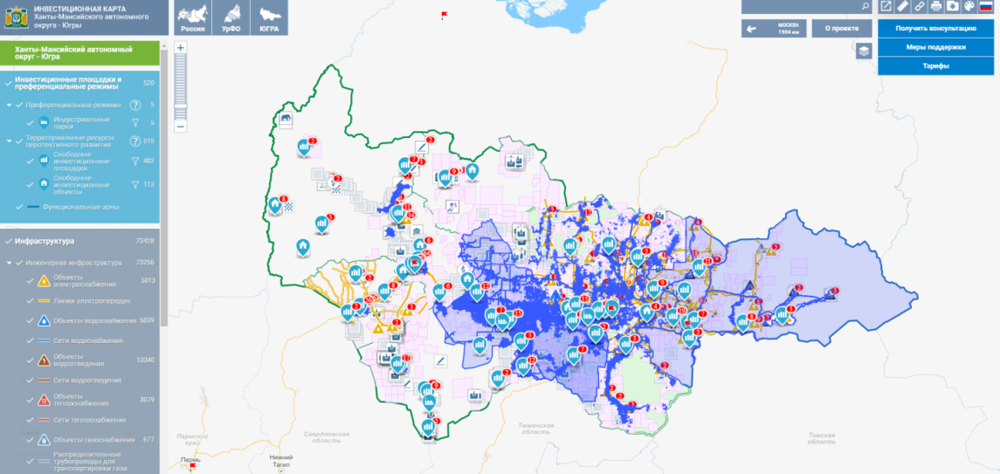 ИНВЕСТИЦИОННАЯ КАРТА
Ханты-Мансийского автономного
округа - Югры
Россия
УрФО
ЮГРА
МОСКВА
1954 км
О проекте
Получить консультацию
Меры поддержки
Тарифы
Ханты-Мансийский автономный
округ - Югра
Инвестиционные площадки и
преференциальные режимы
520
Преференциальные режимы
? 5
Индустриальные
парки
5
Территориальные ресурсы
перспективного развития
? 515
Свободные
инвестиционные
площадки
402
Свободные
инвестиционные
объекты
113
Функциональные зоны
Инфраструктура
73428
Инженерная инфраструктура
73256
Объекты
электроснабжения
5013
Линии электропередач
Объекты водоснабжения 5839
Сети водоснабжения
Объекты
водоотведения
13340
Сети водоотведения
Объекты
теплоснабжения
3079
Сети теплоснабжения
Объекты газоснабжения 677
Распределительные
трубопроводы для
транспортировки газа
Пермский
край
Пермь
Свердловская
область
Нижний
Тагил
Тюменская
область
Томская
область